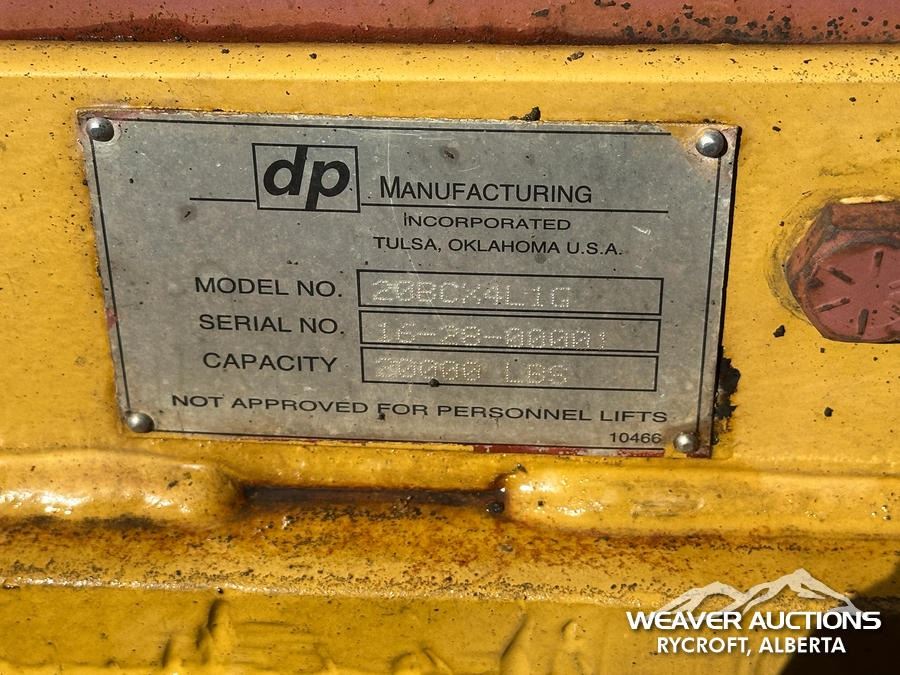 dp MANUFACTURING
INCORPORATED
TULSA, OKLAHOMA U.S.A.
MODEL NO. 20BCX4L1G
SERIAL NO. 16-28-00001
CAPACITY 20000 LBS
NOT APPROVED FOR PERSONNEL LIFTS
10466
WEAVER AUCTIONS
RYCROFT, ALBERTA